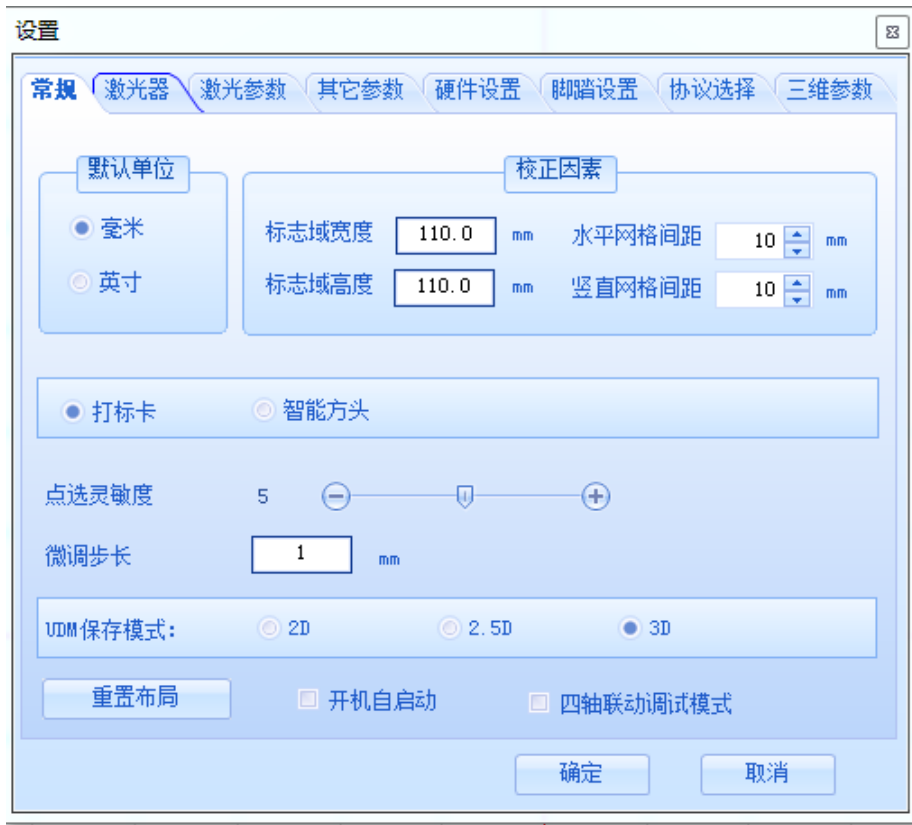 设置
常规 激光器 激光参数 其它参数 硬件设置 脚踏设置 协议选择 三维参数
默认单位 校正因素
毫米 标志域宽度 110.0 mm 水平网格间距 10 mm
英寸 标志域高度 110.0 mm 竖直网格间距 10 mm
打标卡 智能方头
点选灵敏度 5
微调步长 1 mm
UDM保存模式: 2D 2.5D 3D
重置布局 开机自启动 四轴联动调试模式
确定 取消